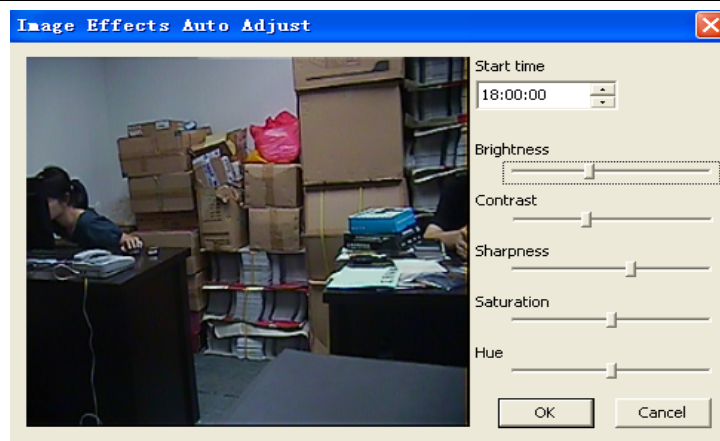 Image Effects Auto Adjust
Start time
18:00:00
Brightness
Contrast
Sharpness
Saturation
Hue
OK
Cancel